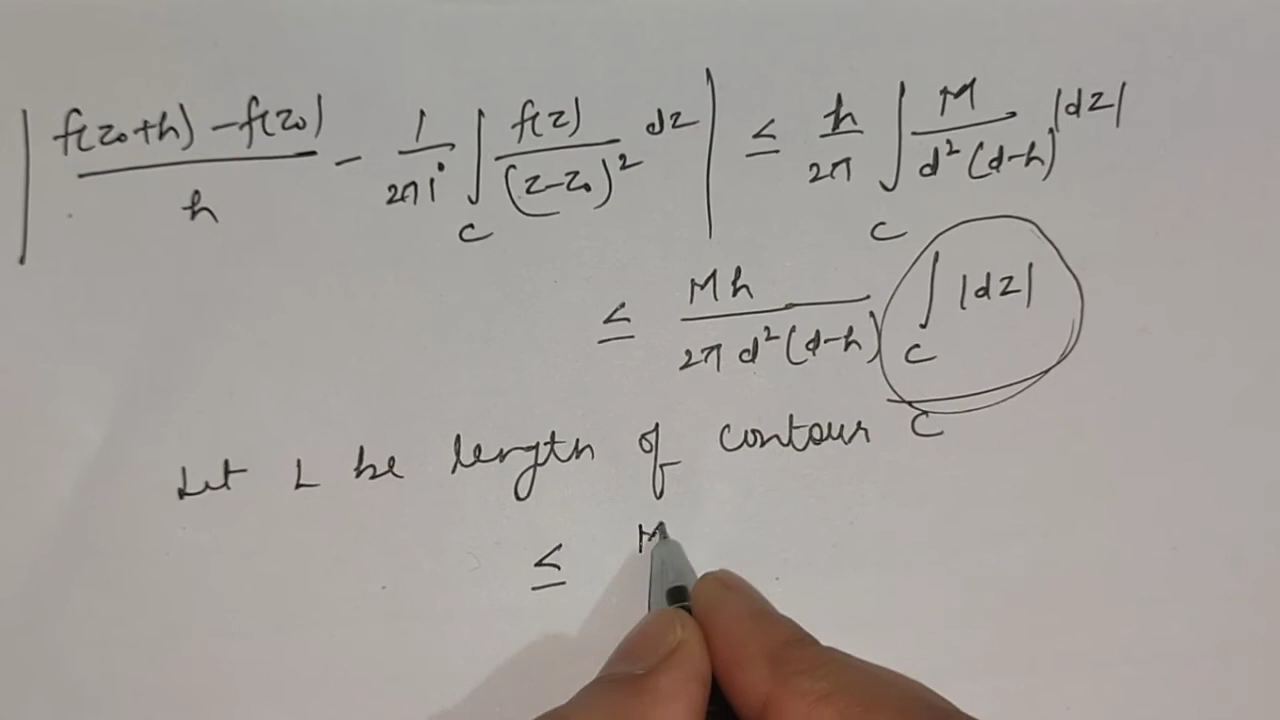 | f(z₀+h) - f(z₀) / h - 1/2πi ∫_C f(z)/(z-z₀)² dz | ≤ h/2π ∫_C M/d²(d-h) |dz|
≤ Mh / 2π d²(d-h) ∫_C |dz|
Let L be length of contour C
≤ M